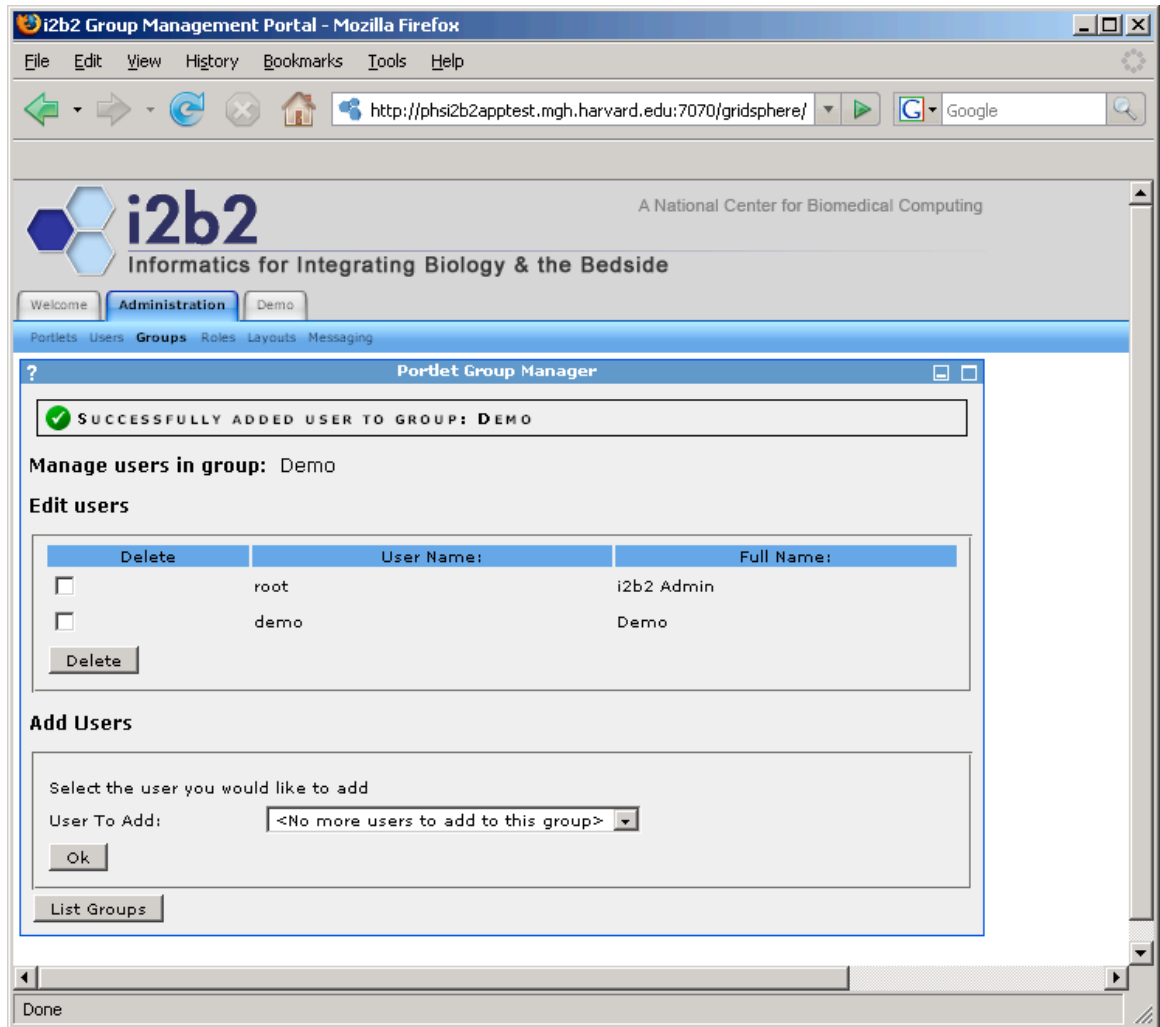 i2b2 Group Management Portal - Mozilla Firefox
File Edit View History Bookmarks Tools Help
http://phsi2b2apptest.mgh.harvard.edu:7070/gridsphere/ G Google
i2b2
A National Center for Biomedical Computing
Informatics for Integrating Biology & the Bedside
Welcome Administration Demo
Portlets Users Groups Roles Layouts Messaging
? Portlet Group Manager
Successfully added user to group: Demo
Manage users in group: Demo
Edit users
Delete User Name: Full Name:
root i2b2 Admin
demo Demo
Delete
Add Users
Select the user you would like to add
User To Add: <No more users to add to this group>
Ok
List Groups
Done